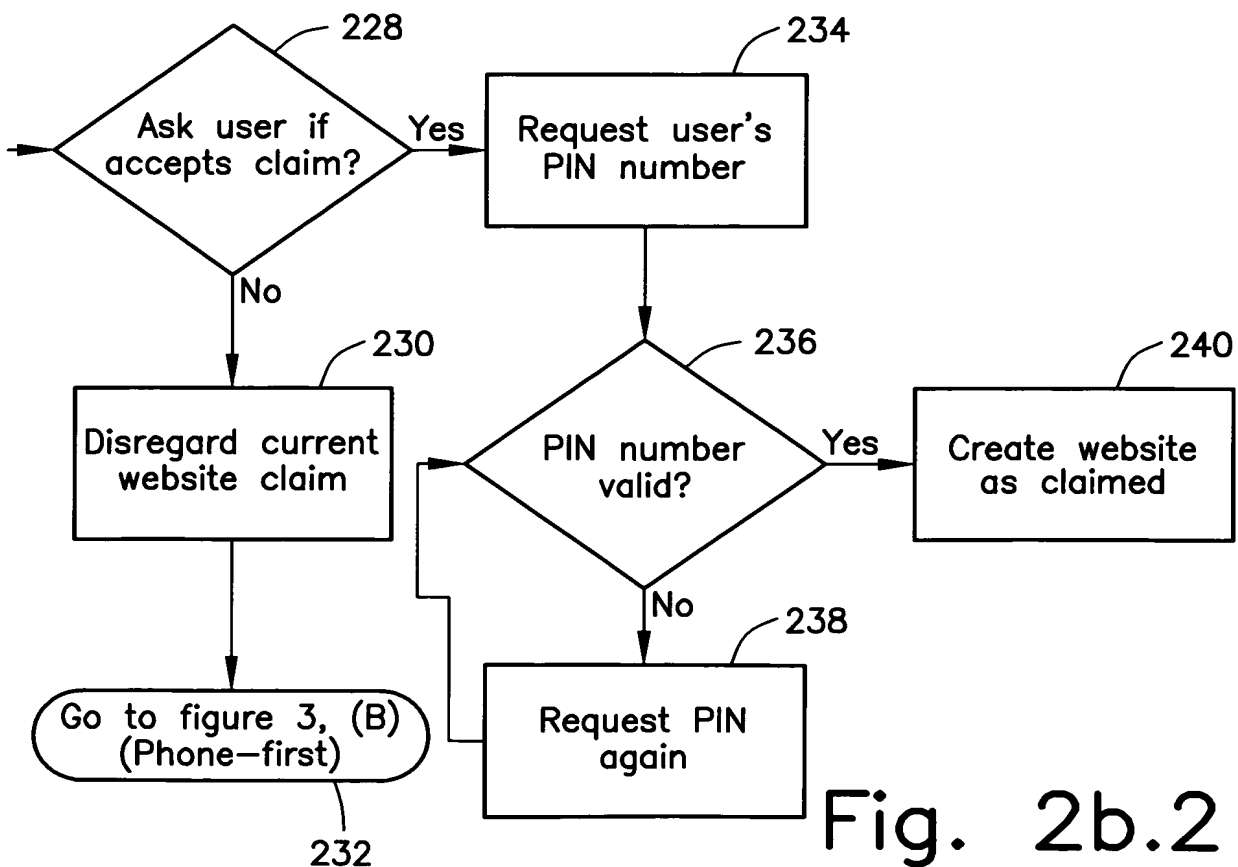 228
Ask user if
accepts claim?
Yes
234
Request user's
PIN number
No
230
Disregard current
website claim
236
PIN number
valid?
Yes
240
Create website
as claimed
No
238
Request PIN
again
Go to figure 3, (B)
(Phone-first)
232
Fig. 2b.2